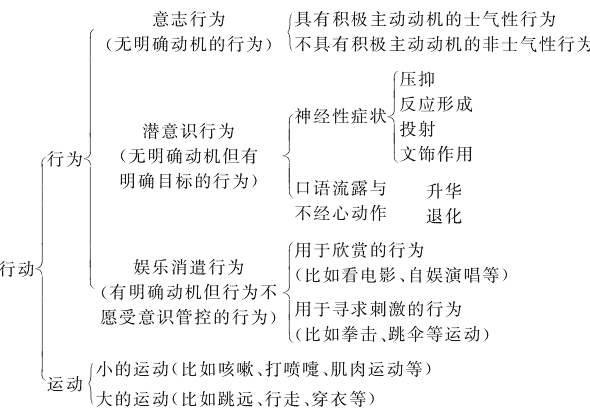 意志行为
(无明确动机的行为)
具有积极主动动机的士气性行为
不具有积极主动动机的非士气性行为
潜意识行为
(无明确动机但有
明确目标的行为)
神经性症状
压抑
反应形成
投射
文饰作用
口语流露与
不经心动作
升华
退化
行为
娱乐消遣行为
(有明确动机但行为不
愿受意识管控的行为)
用于欣赏的行为
(比如看电影、自娱演唱等)
用于寻求刺激的行为
(比如拳击、跳伞等运动)
行动
运动
小的运动(比如咳嗽、打喷嚏、肌肉运动等)
大的运动(比如跳远、行走、穿衣等)